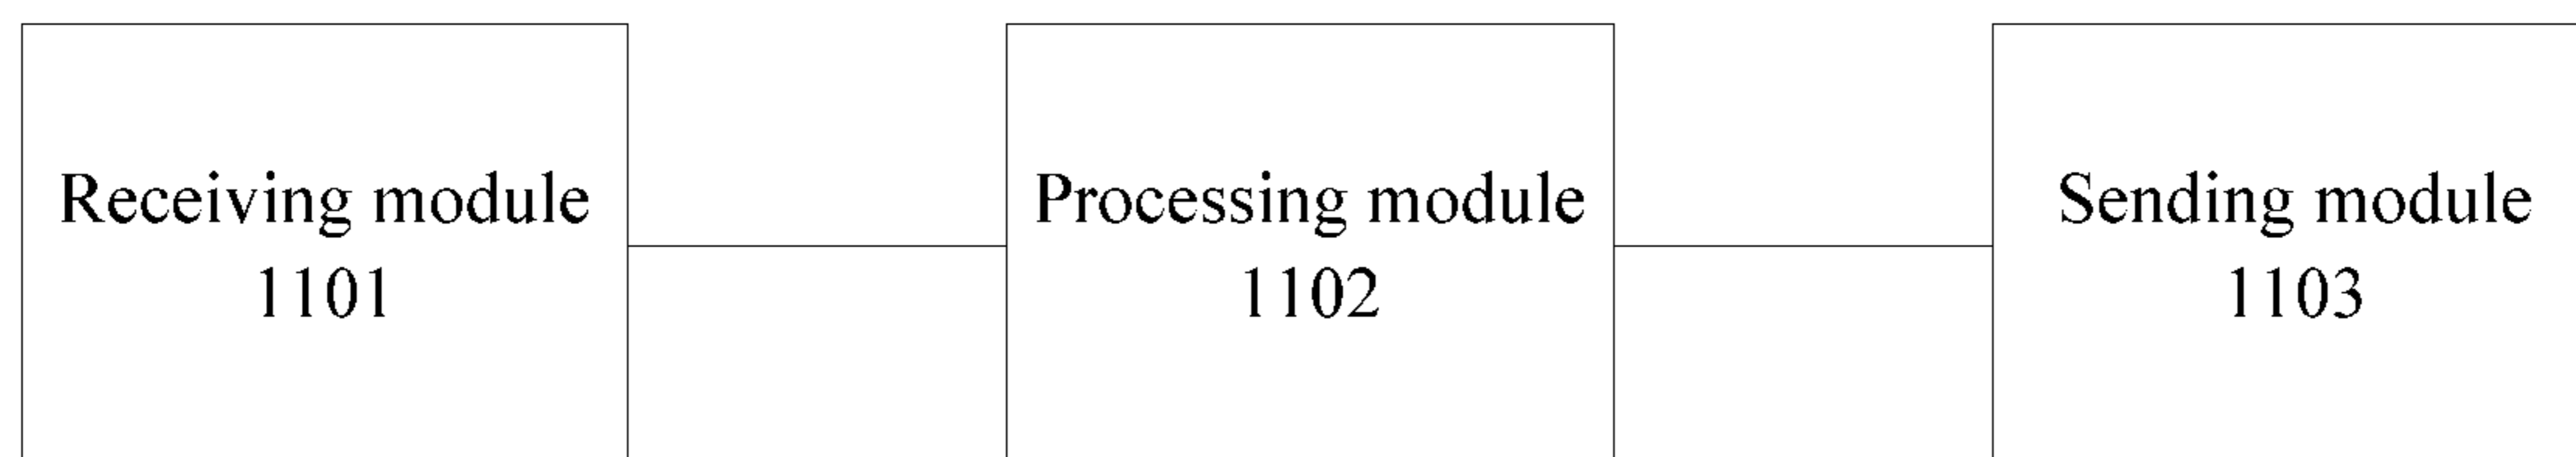 Receiving module
1101
Processing module
1102
Sending module
1103